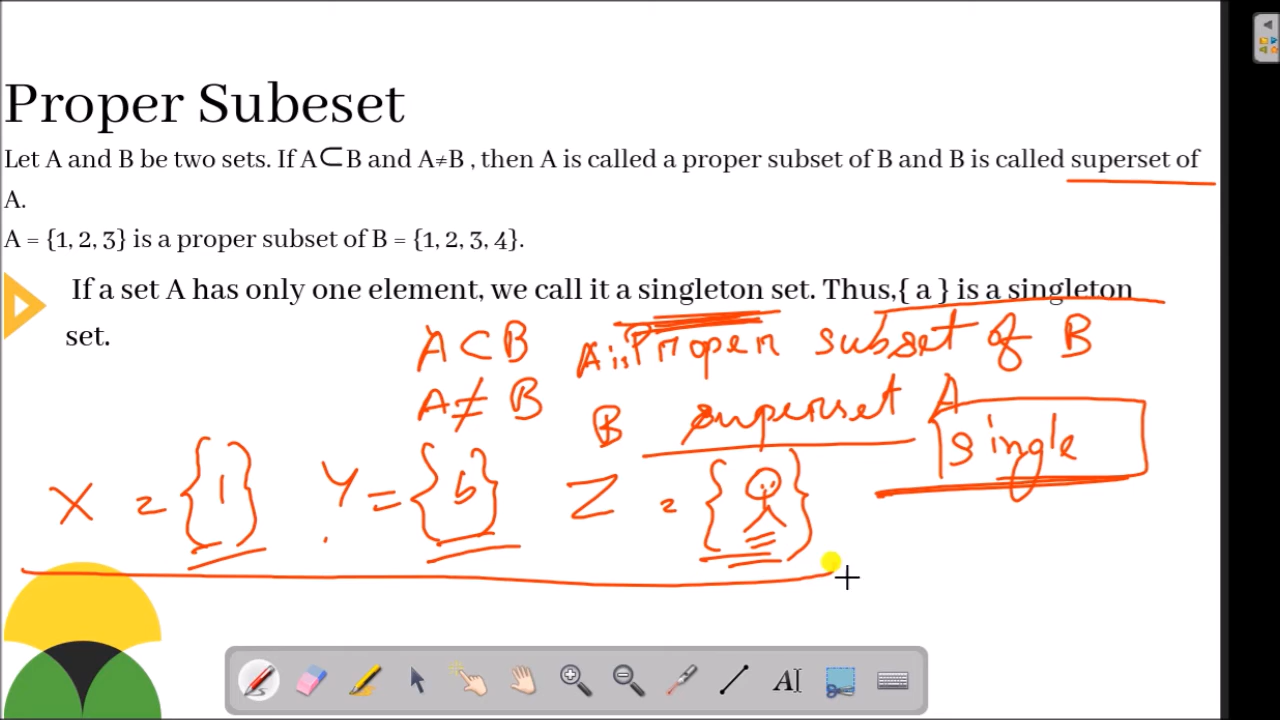 Proper Subeset
Let A and B be two sets. If A⊂B and A≠B , then A is called a proper subset of B and B is called superset of
A.
A = {1, 2, 3} is a proper subset of B = {1, 2, 3, 4}.
If a set A has only one element, we call it a singleton set. Thus,{ a } is a singleton
set.
A ⊂ B A is Proper subset of B
A ≠ B B superset A
single
X = {1} Y = {b} Z = { }
A